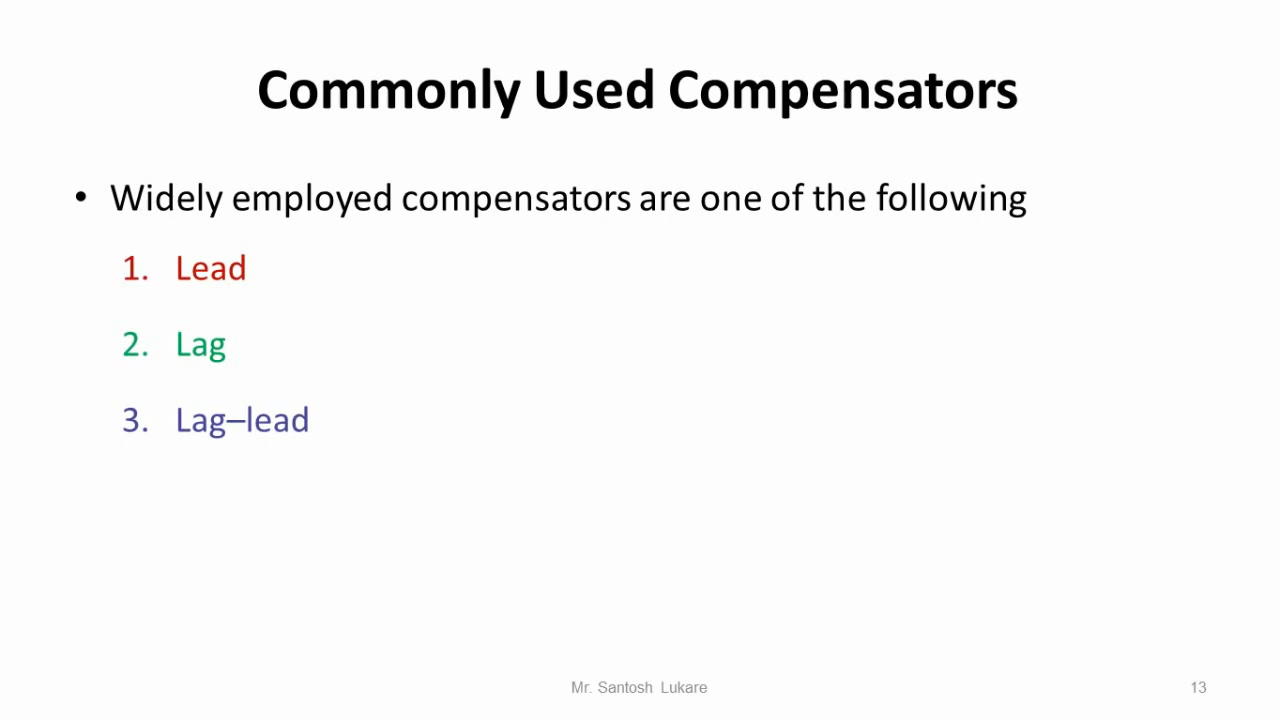 Commonly Used Compensators
• Widely employed compensators are one of the following
1. Lead
2. Lag
3. Lag–lead
Mr. Santosh Lukare
13